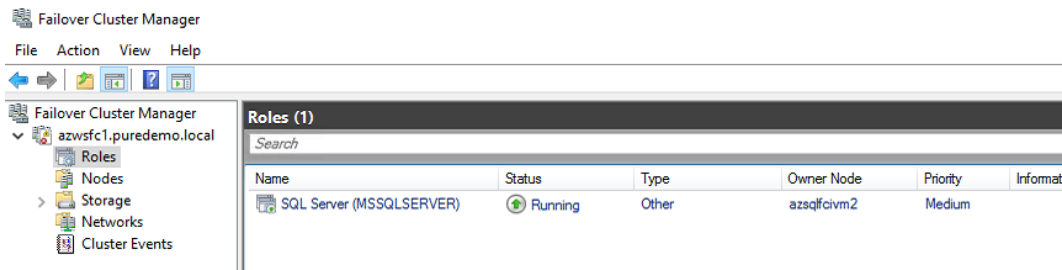 Failover Cluster Manager
File Action View Help
Failover Cluster Manager
azwsfc1.puredemo.local
Roles
Nodes
Storage
Networks
Cluster Events
Roles (1)
Search
Name Status Type Owner Node Priority Informat
SQL Server (MSSQLSERVER) Running Other azsqlfcivm2 Medium